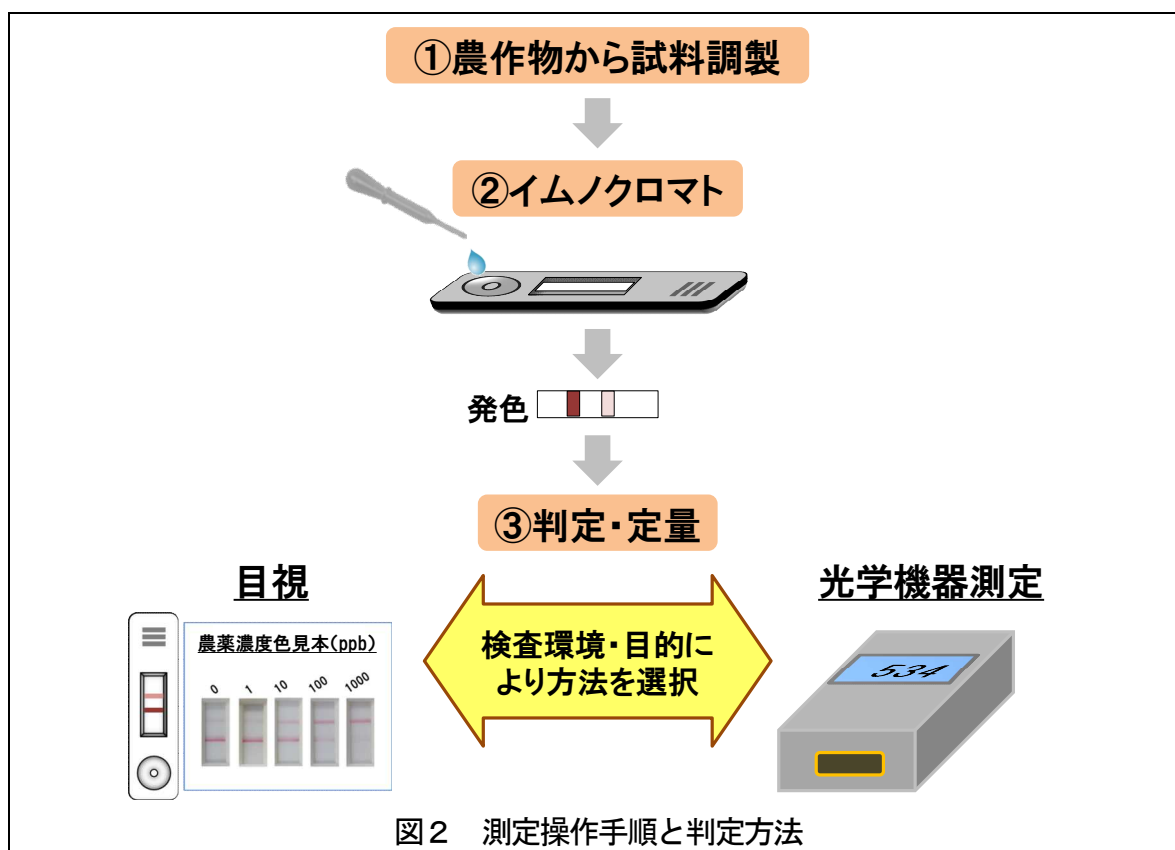 ①農作物から試料調製
②イムノクロマト
発色
③判定・定量
目視
農薬濃度色見本(ppb)
0 1 10 100 1000
検査環境・目的に
より方法を選択
光学機器測定
534
図２　測定操作手順と判定方法